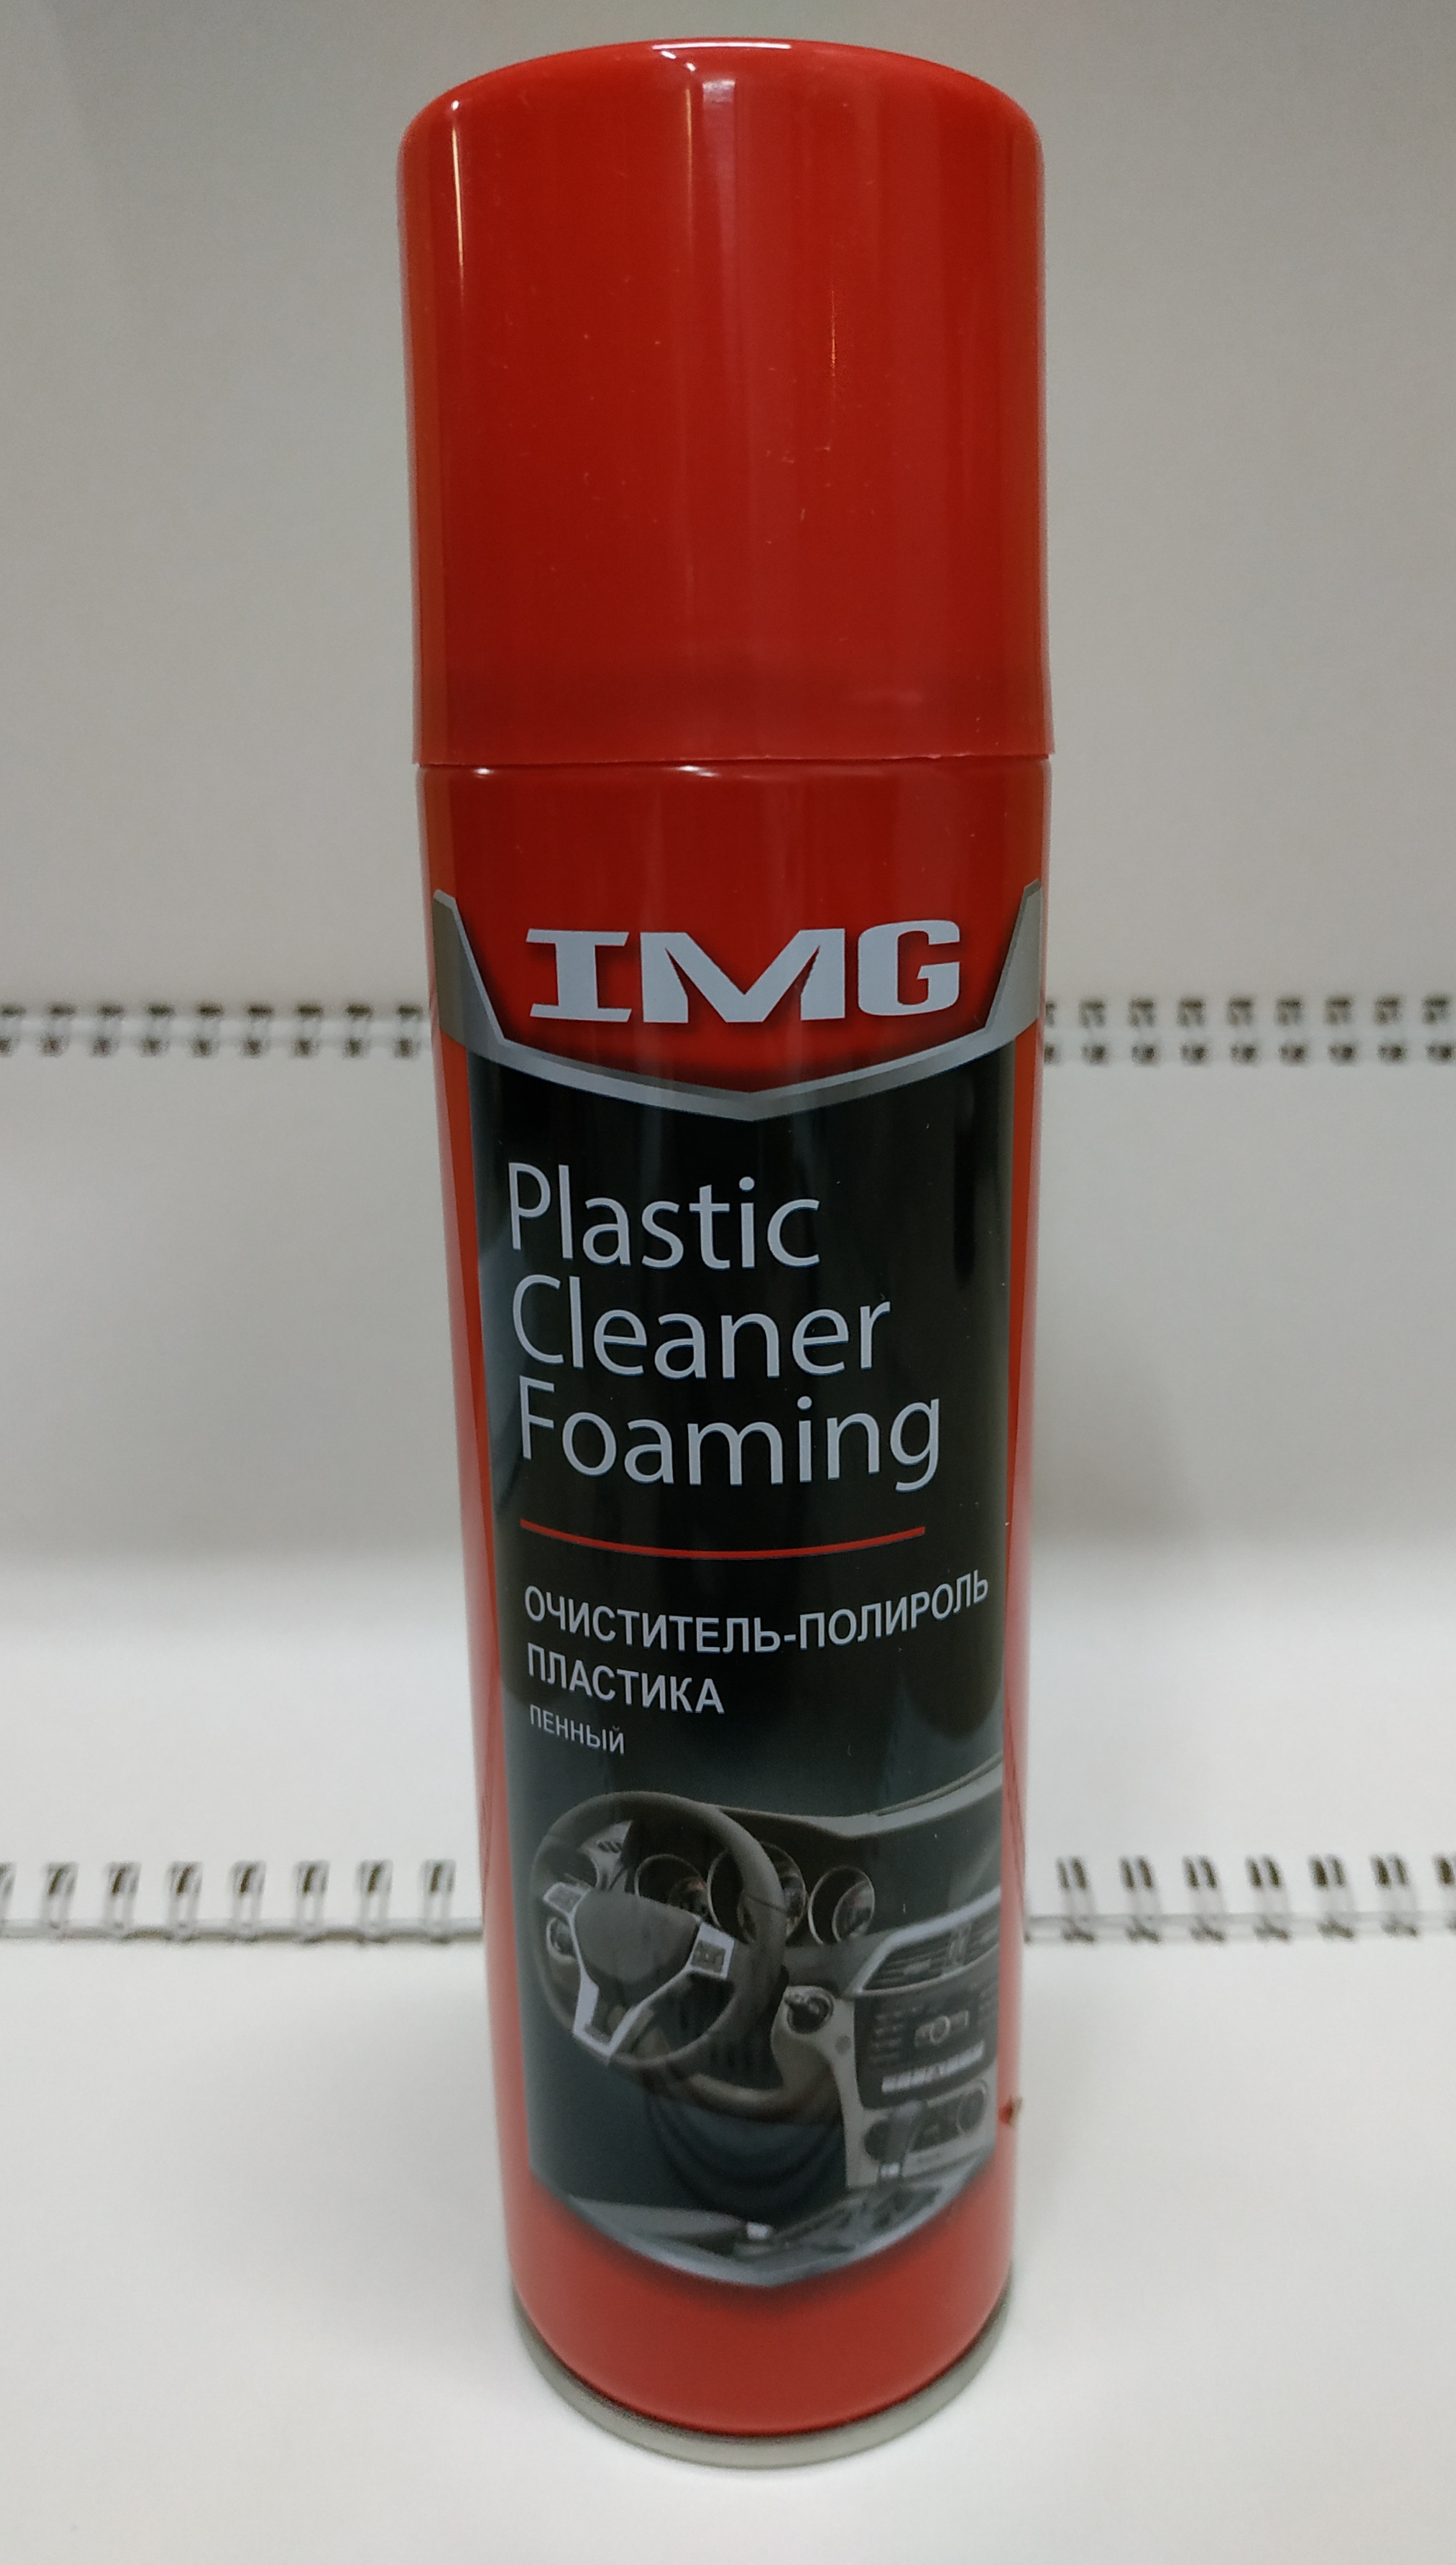 IMG
Plastic
Cleaner
Foaming
ОЧИСТИТЕЛЬ-ПОЛИРОЛЬ
ПЛАСТИКА
ПЕННЫЙ